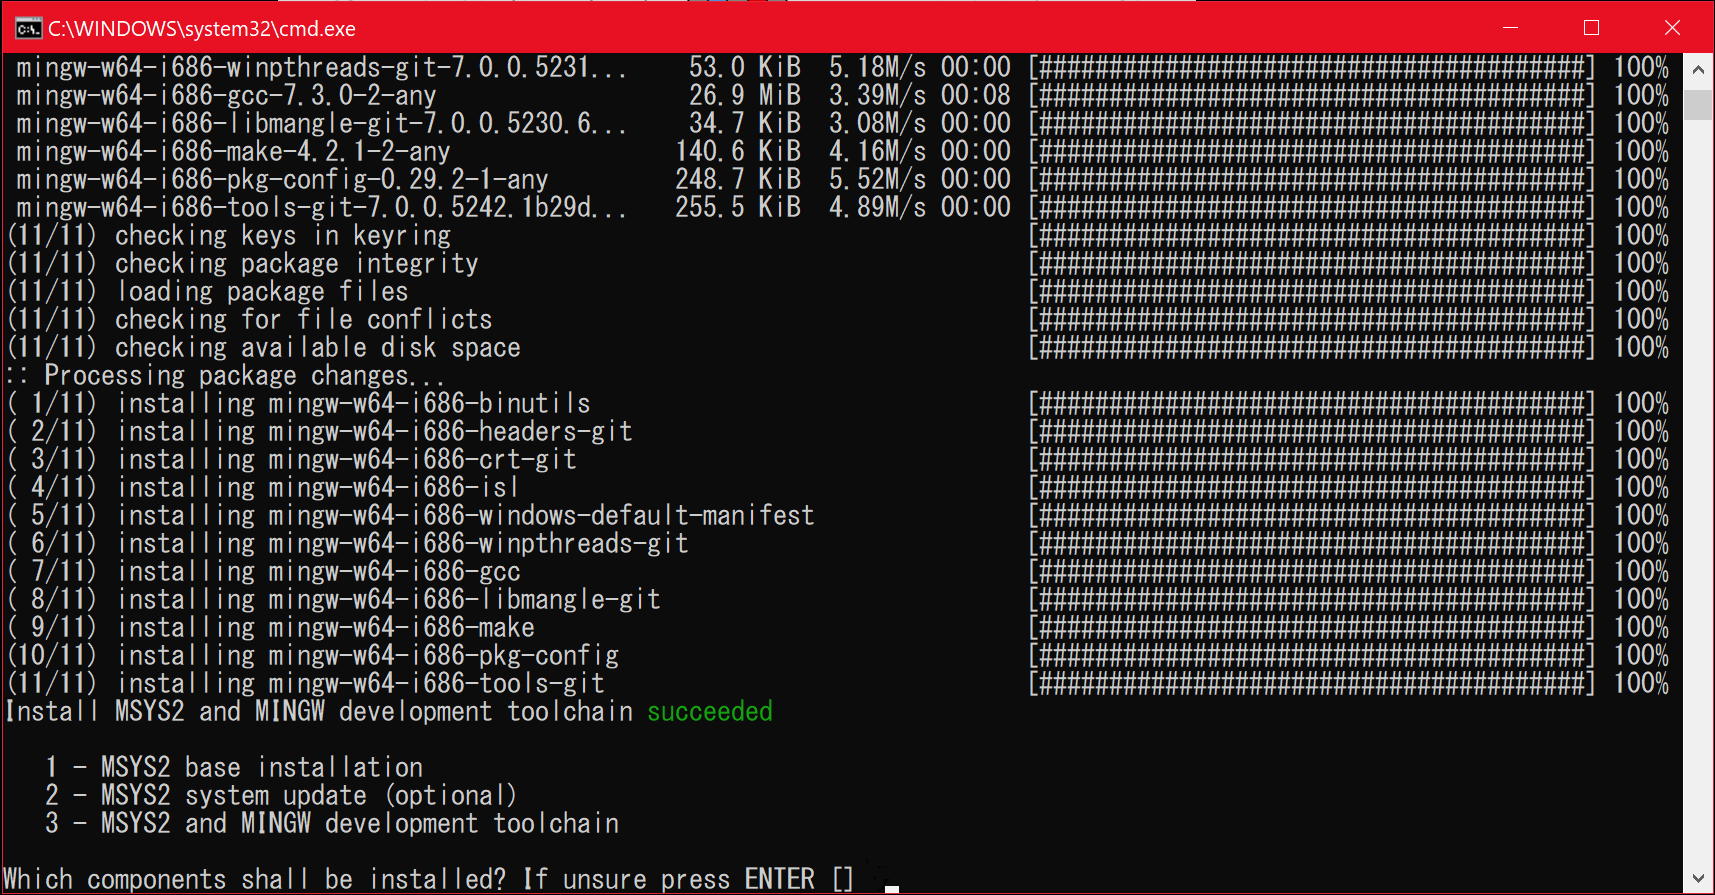 C:\WINDOWS\system32\cmd.exe
mingw-w64-i686-winpthreads-git-7.0.0.5231... 53.0 KiB 5.18M/s 00:00 [#######################################] 100%
mingw-w64-i686-gcc-7.3.0-2-any 26.9 MiB 3.39M/s 00:08 [#######################################] 100%
mingw-w64-i686-libmangle-git-7.0.0.5230.6... 34.7 KiB 3.08M/s 00:00 [#######################################] 100%
mingw-w64-i686-make-4.2.1-2-any 140.6 KiB 4.16M/s 00:00 [#######################################] 100%
mingw-w64-i686-pkg-config-0.29.2-1-any 248.7 KiB 5.52M/s 00:00 [#######################################] 100%
mingw-w64-i686-tools-git-7.0.0.5242.1b29d... 255.5 KiB 4.89M/s 00:00 [#######################################] 100%
(11/11) checking keys in keyring [#######################################] 100%
(11/11) checking package integrity [#######################################] 100%
(11/11) loading package files [#######################################] 100%
(11/11) checking for file conflicts [#######################################] 100%
(11/11) checking available disk space [#######################################] 100%
:: Processing package changes...
( 1/11) installing mingw-w64-i686-binutils [#######################################] 100%
( 2/11) installing mingw-w64-i686-headers-git [#######################################] 100%
( 3/11) installing mingw-w64-i686-crt-git [#######################################] 100%
( 4/11) installing mingw-w64-i686-isl [#######################################] 100%
( 5/11) installing mingw-w64-i686-windows-default-manifest [#######################################] 100%
( 6/11) installing mingw-w64-i686-winpthreads-git [#######################################] 100%
( 7/11) installing mingw-w64-i686-gcc [#######################################] 100%
( 8/11) installing mingw-w64-i686-libmangle-git [#######################################] 100%
( 9/11) installing mingw-w64-i686-make [#######################################] 100%
(10/11) installing mingw-w64-i686-pkg-config [#######################################] 100%
(11/11) installing mingw-w64-i686-tools-git [#######################################] 100%
Install MSYS2 and MINGW development toolchain succeeded
1 - MSYS2 base installation
2 - MSYS2 system update (optional)
3 - MSYS2 and MINGW development toolchain
Which components shall be installed? If unsure press ENTER []